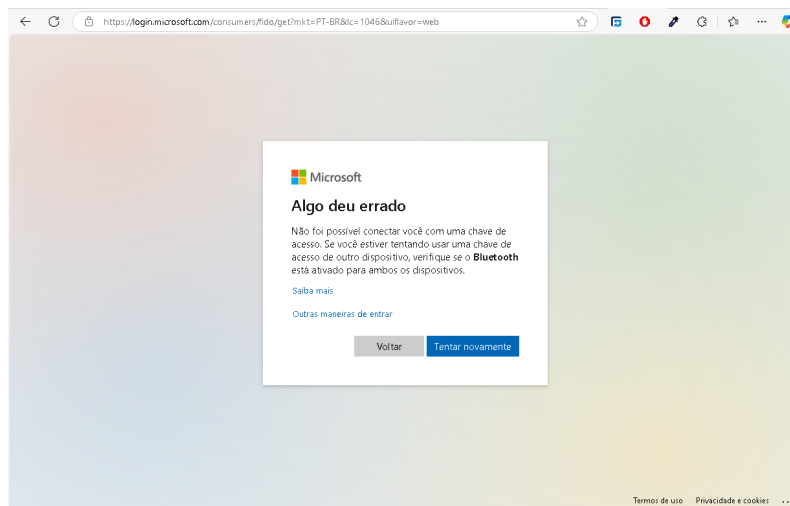 https://login.microsoft.com/consumers/fido/get?mkt=PT-BR&lc=1046&uiflavor=web
Microsoft
Algo deu errado
Não foi possível conectar você com uma chave de
acesso. Se você estiver tentando usar uma chave de
acesso de outro dispositivo, verifique se o Bluetooth
está ativado para ambos os dispositivos.
Saiba mais
Outras maneiras de entrar
Voltar
Tentar novamente
Termos de uso
Privacidade e cookies